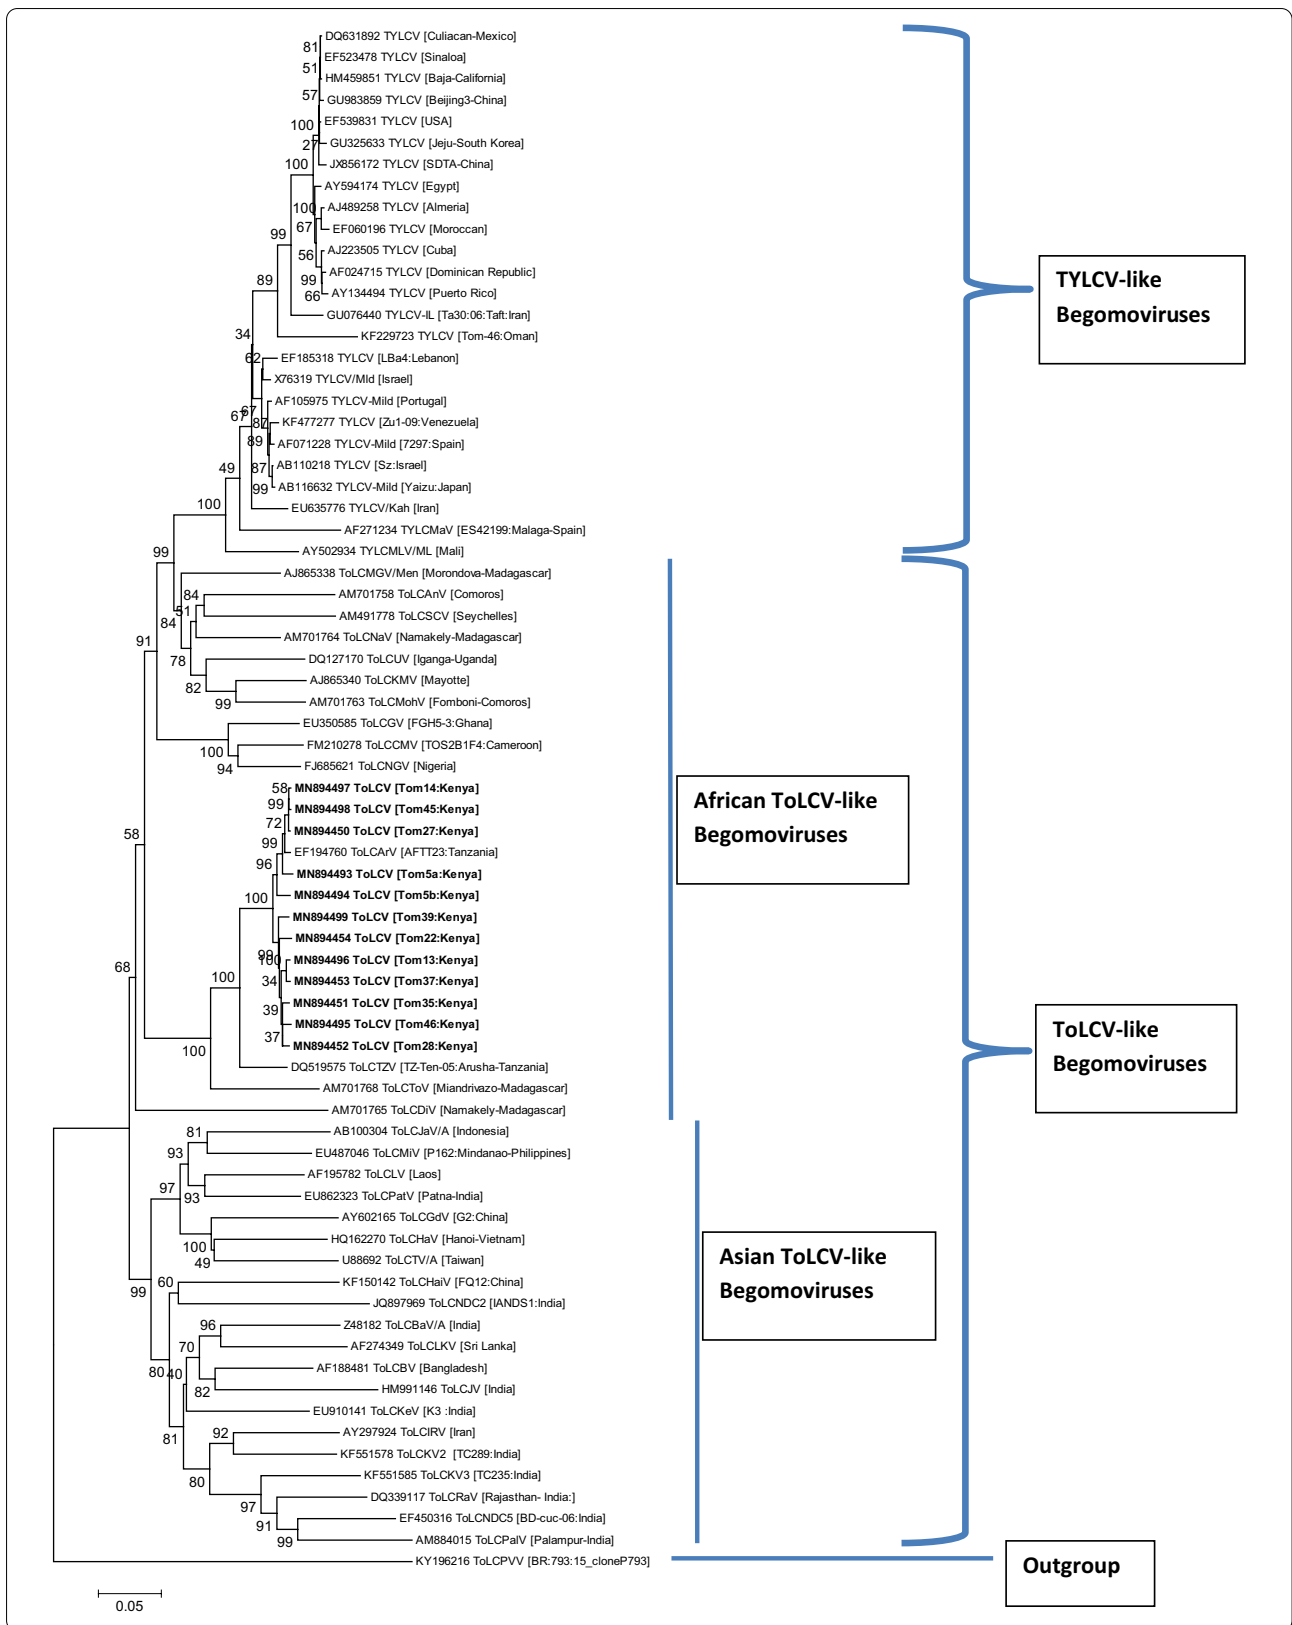 DQ631892 TYLCV [Culiacan-Mexico]
81
EF523478 TYLCV [Sinaloa]
51
HM459851 TYLCV [Baja-California]
57
GU983859 TYLCV [Beijing3-China]
EF539831 TYLCV [USA]
100
GU325633 TYLCV [Jeju-South Korea]
27
JX856172 TYLCV [SDTA-China]
100
AY594174 TYLCV [Egypt]
AJ489258 TYLCV [Almeria]
100
EF060196 TYLCV [Moroccan]
67
99
AJ223505 TYLCV [Cuba]
56
AF024715 TYLCV [Dominican Republic]
99
AY134494 TYLCV [Puerto Rico]
66
89
TYLCV-like
Begomoviruses
GU076440 TYLCV-IL [Ta30:06:Taft:Iran]
KF229723 TYLCV [Tom-46:Oman]
34
EF185318 TYLCV [LBa4:Lebanon]
62
X76319 TYLCV/Mld [Israel]
AF105975 TYLCV-Mild [Portugal]
67
67
KF477277 TYLCV [Zu1-09:Venezuela]
87
AF071228 TYLCV-Mild [7297:Spain]
89
AB110218 TYLCV [Sz:Israel]
49
87
AB116632 TYLCV-Mild [Yaizu:Japan]
99
EU635776 TYLCV/Kah [Iran]
100
AF271234 TYLCMaV [ES42199:Malaga-Spain]
AY502934 TYLCMLV/ML [Mali]
99
AJ865338 ToLCMGV/Men [Morondova-Madagascar]
AM701758 ToLCAnV [Comoros]
84
AM491778 ToLCSCV [Seychelles]
51
84
AM701764 ToLCNaV [Namakely-Madagascar]
91
DQ127170 ToLCUV [Iganga-Uganda]
78
AJ865340 ToLCKMV [Mayotte]
82
AM701763 ToLCMohV [Fomboni-Comoros]
99
EU350585 ToLCGV [FGH5-3:Ghana]
FM210278 ToLCCMV [TOS2B1F4:Cameroon]
100
FJ685621 ToLCNGV [Nigeria]
94
MN894497 ToLCV [Tom14:Kenya]
58
MN894498 ToLCV [Tom45:Kenya]
99
MN894450 ToLCV [Tom27:Kenya]
72
African ToLCV-like
Begomoviruses
58
99
EF194760 ToLCArV [AFTT23:Tanzania]
96
MN894493 ToLCV [Tom5a:Kenya]
MN894494 ToLCV [Tom5b:Kenya]
100
MN894499 ToLCV [Tom39:Kenya]
MN894454 ToLCV [Tom22:Kenya]
99
MN894496 ToLCV [Tom13:Kenya]
100
68
100
MN894453 ToLCV [Tom37:Kenya]
34
MN894451 ToLCV [Tom35:Kenya]
39
MN894495 ToLCV [Tom46:Kenya]
37
MN894452 ToLCV [Tom28:Kenya]
100
ToLCV-like
Begomoviruses
DQ519575 ToLCTZV [TZ-Ten-05:Arusha-Tanzania]
AM701768 ToLCToV [Miandrivazo-Madagascar]
AM701765 ToLCDiV [Namakely-Madagascar]
AB100304 ToLCJaV/A [Indonesia]
81
EU487046 ToLCMiV [P162:Mindanao-Philippines]
93
AF195782 ToLCLV [Laos]
97
EU862323 ToLCPatV [Patna-India]
93
AY602165 ToLCGdV [G2:China]
HQ162270 ToLCHaV [Hanoi-Vietnam]
100
U88692 ToLCTV/A [Taiwan]
49
Asian ToLCV-like
Begomoviruses
KF150142 ToLCHaiV [FQ12:China]
60
99
JQ897969 ToLCNDC2 [IANDS1:India]
Z48182 ToLCBaV/A [India]
96
AF274349 ToLCLKV [Sri Lanka]
70
AF188481 ToLCBV [Bangladesh]
80
40
HM991146 ToLCJV [India]
82
EU910141 ToLCKeV [K3 :India]
AY297924 ToLCIRV [Iran]
92
81
KF551578 ToLCKV2 [TC289:India]
KF551585 ToLCKV3 [TC235:India]
80
DQ339117 ToLCRaV [Rajasthan- India:]
97
EF450316 ToLCNDC5 [BD-cuc-06:India]
91
AM884015 ToLCPalV [Palampur-India]
99
KY196216 ToLCPVV [BR:793:15_cloneP793]
Outgroup
0.05